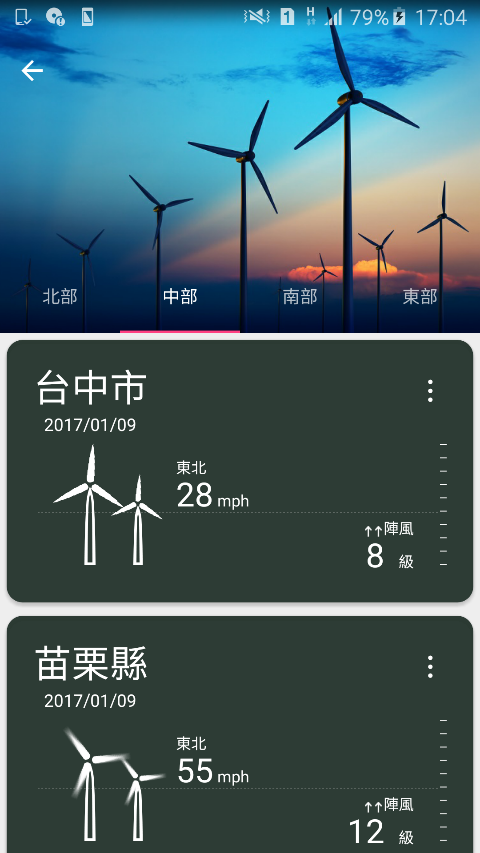 1 H 79% 17:04
北部 中部 南部 東部
台中市
2017/01/09
東北
28 mph
↑↑陣風
8 級
苗栗縣
2017/01/09
東北
55 mph
↑↑陣風
12 級